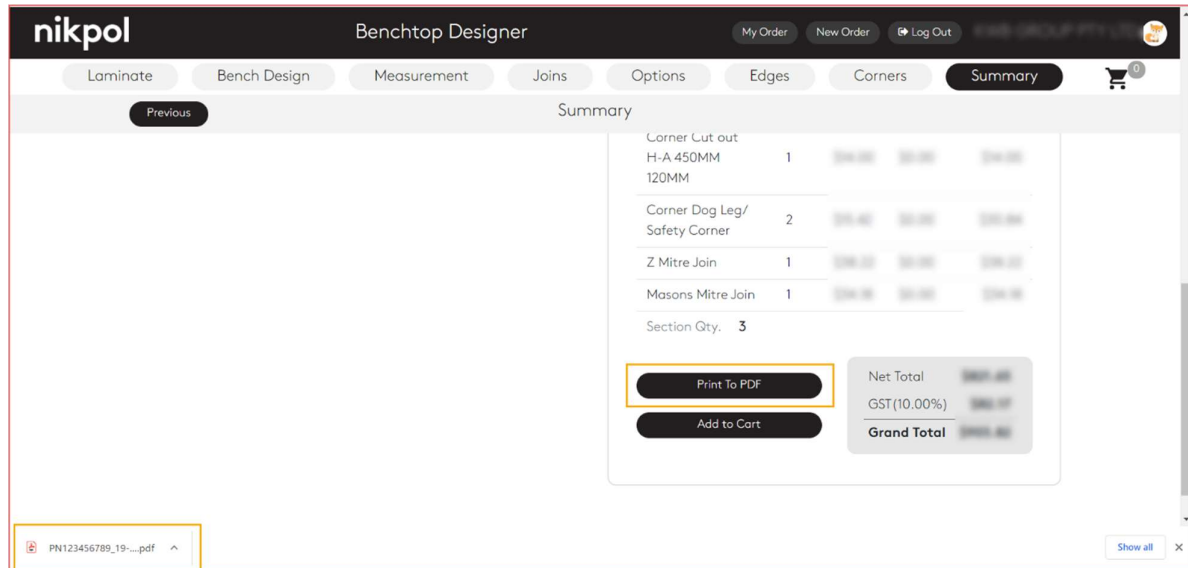 nikpol
Benchtop Designer
My Order
New Order
Log Out
Laminate
Bench Design
Measurement
Joins
Options
Edges
Corners
Summary
0
Previous
Summary
Corner Cut out
H-A 450MM 1
120MM
Corner Dog Leg/
Safety Corner 2
Z Mitre Join 1
Masons Mitre Join 1
Section Qty. 3
Print To PDF
Add to Cart
Net Total
GST(10.00%)
Grand Total
PN123456789_19-....pdf
Show all